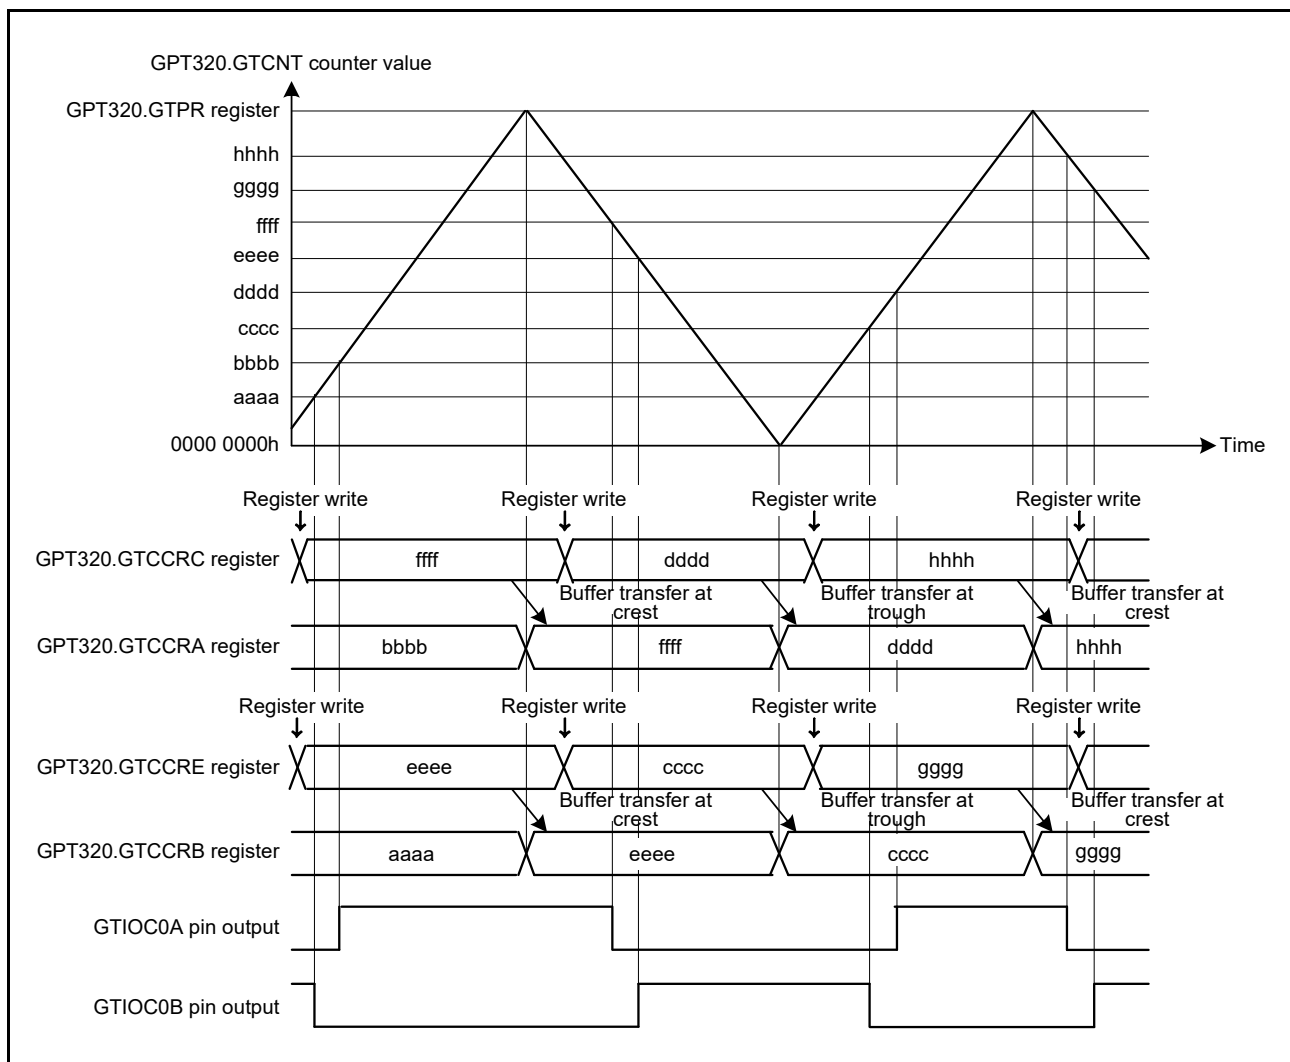 GPT320.GTCNT counter value
GPT320.GTPR register
hhhh
gggg
ffff
eeee
dddd
cccc
bbbb
aaaa
0000 0000h
Time
Register write Register write Register write Register write
GPT320.GTCCRC register ffff dddd hhhh
Buffer transfer at Buffer transfer at Buffer transfer at
crest trough crest
GPT320.GTCCRA register bbbb ffff dddd hhhh
Register write Register write Register write Register write
GPT320.GTCCRE register eeee cccc gggg
Buffer transfer at Buffer transfer at Buffer transfer at
crest trough crest
GPT320.GTCCRB register aaaa eeee cccc gggg
GTIOC0A pin output
GTIOC0B pin output